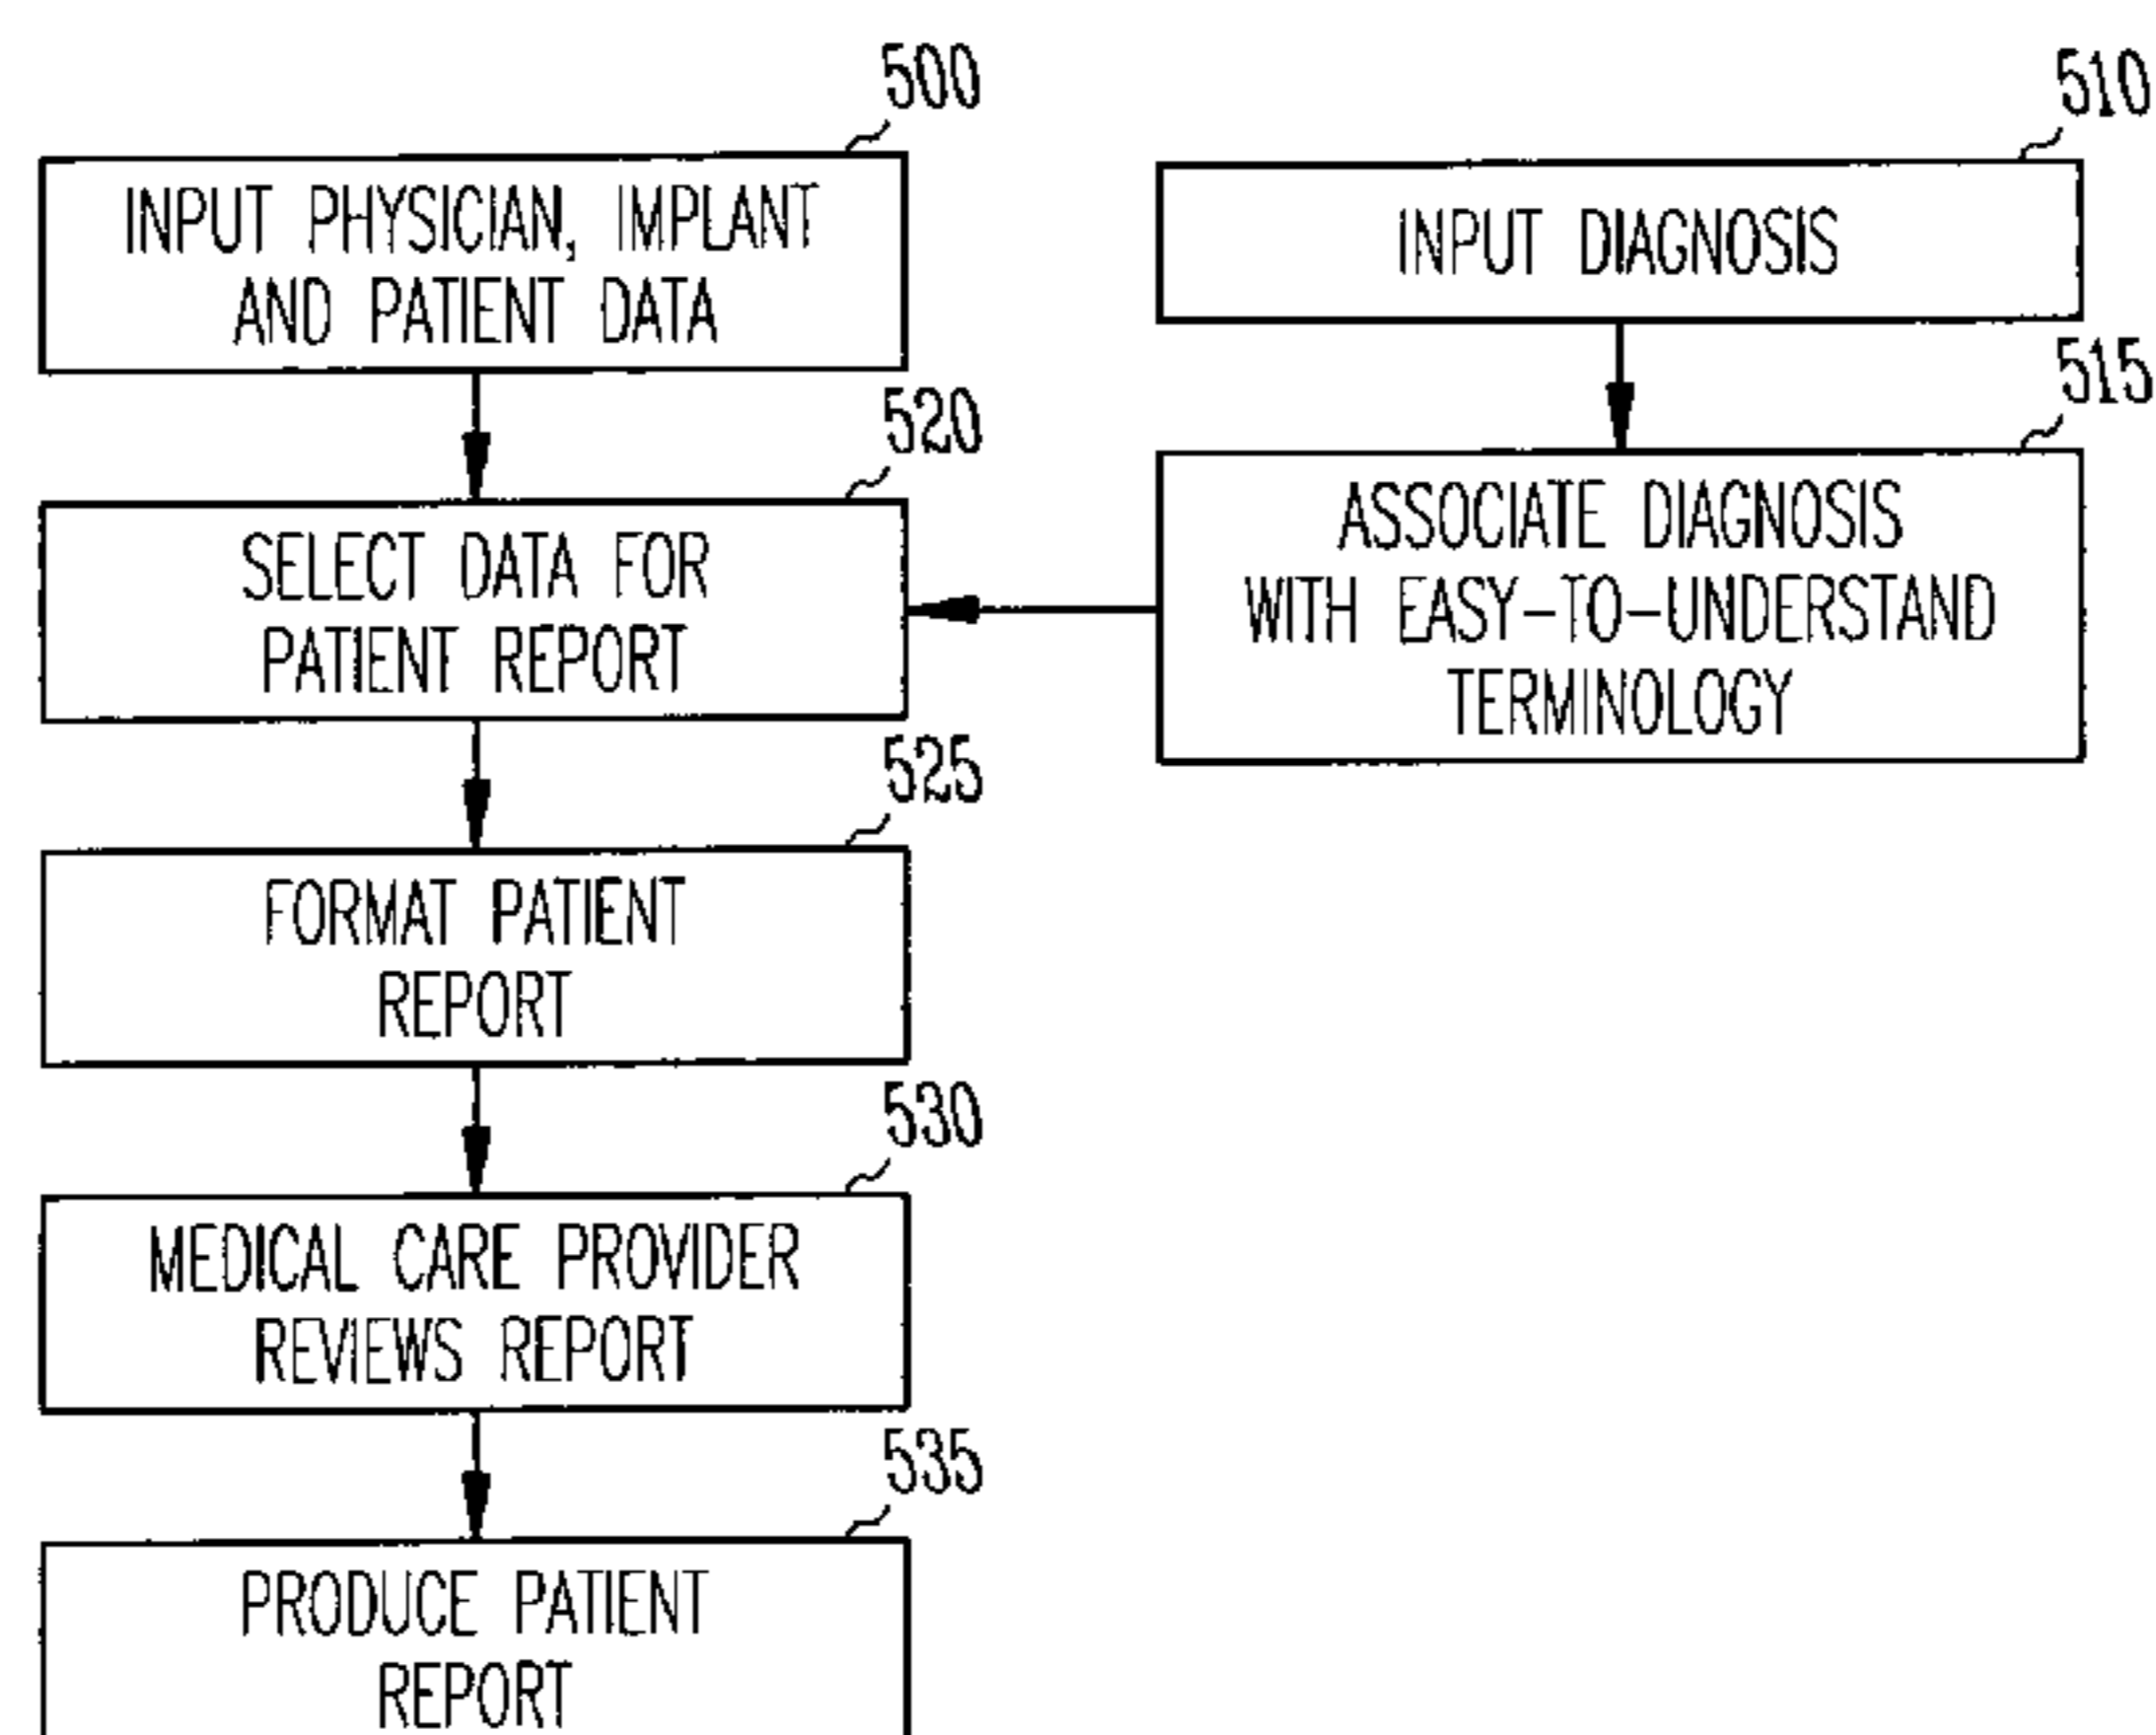 500
INPUT PHYSICIAN, IMPLANT
AND PATIENT DATA
510
INPUT DIAGNOSIS
515
ASSOCIATE DIAGNOSIS
WITH EASY-TO-UNDERSTAND
TERMINOLOGY
520
SELECT DATA FOR
PATIENT REPORT
525
FORMAT PATIENT
REPORT
530
MEDICAL CARE PROVIDER
REVIEWS REPORT
535
PRODUCE PATIENT
REPORT